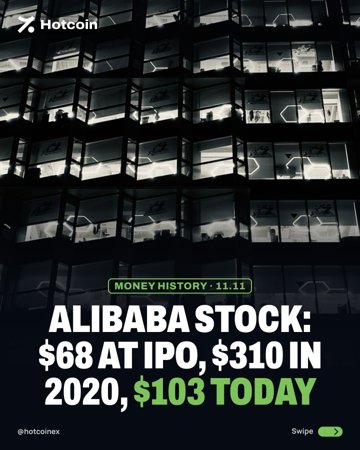 Hotcoin
MONEY HISTORY · 11.11
ALIBABA STOCK:
$68 AT IPO, $310 IN
2020, $103 TODAY
@hotcoinex
Swipe